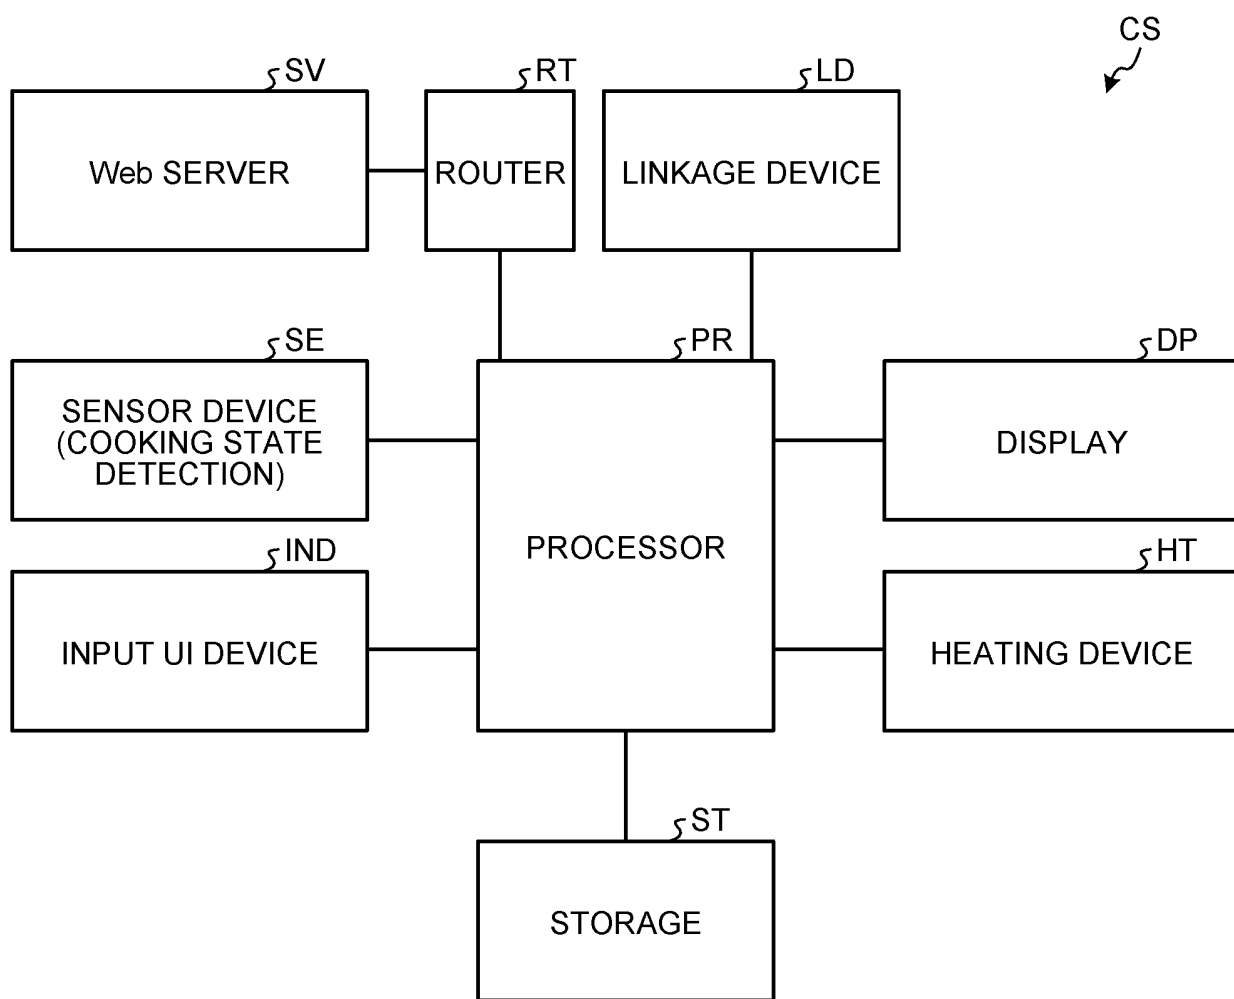 CS
SV
RT
LD
Web SERVER
ROUTER
LINKAGE DEVICE
SE
PR
DP
SENSOR DEVICE
(COOKING STATE
DETECTION)
DISPLAY
PROCESSOR
IND
HT
INPUT UI DEVICE
HEATING DEVICE
ST
STORAGE